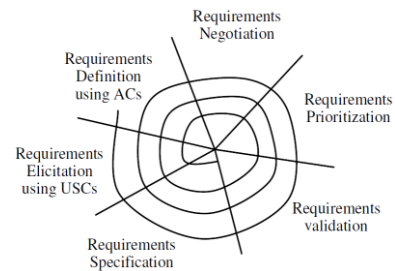 Requirements
Negotiation
Requirements
Definition
using ACs
Requirements
Prioritization
Requirements
Elicitation
using USCs
Requirements
validation
Requirements
Specification